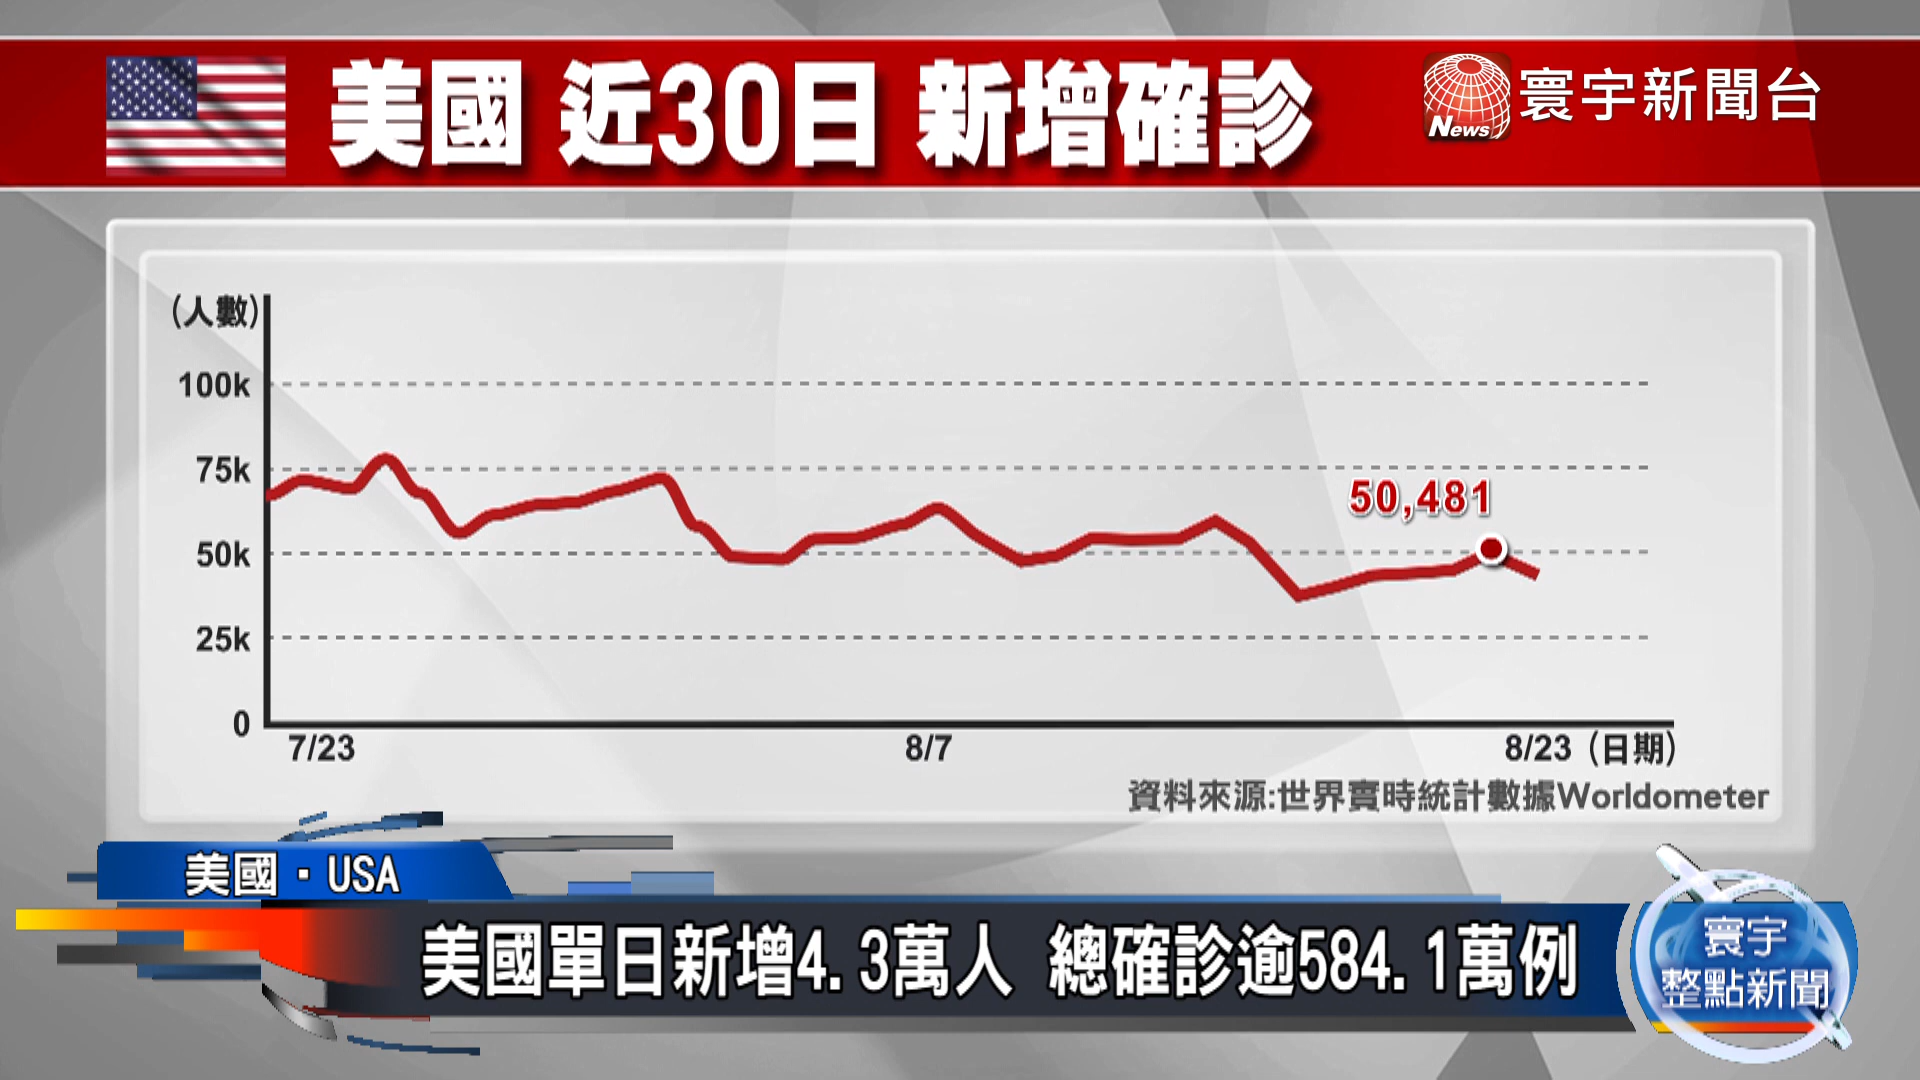 美國 近30日 新增確診
News 寰宇新聞台
(人數)
100k
75k
50,481
50k
25k
0
7/23 8/7 8/23 (日期)
資料來源:世界實時統計數據Worldometer
美國·USA
美國單日新增4.3萬人 總確診逾584.1萬例
寰宇
整點新聞